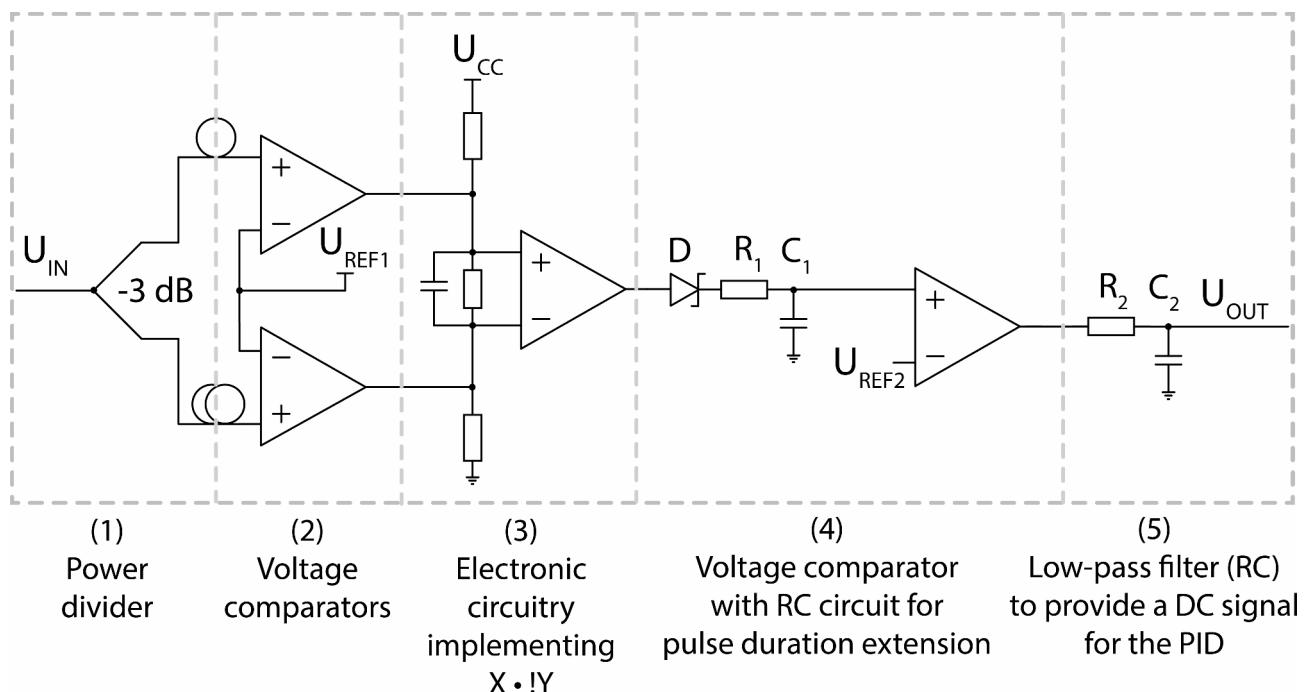 U_CC
U_IN
-3 dB
+
−
U_REF1
−
+
+
−
D
R_1
C_1
+
U_REF2
−
R_2
C_2
U_OUT
(1)
Power
divider
(2)
Voltage
comparators
(3)
Electronic
circuitry
implementing
X • !Y
(4)
Voltage comparator
with RC circuit for
pulse duration extension
(5)
Low-pass filter (RC)
to provide a DC signal
for the PID